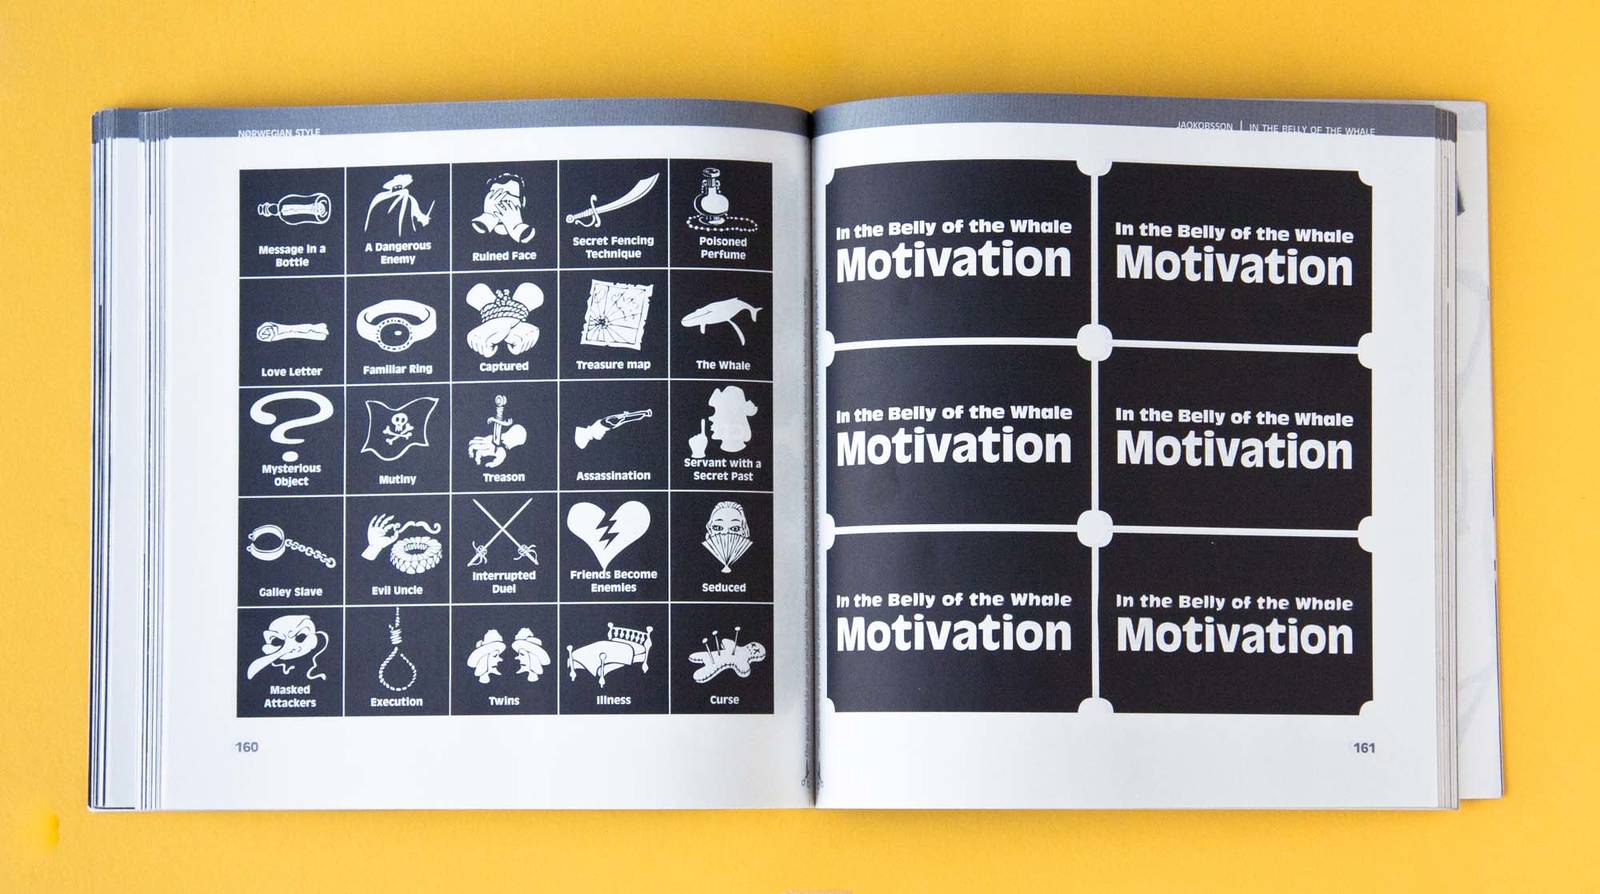 NØRWEGIAN STYLE
Message in a
Bottle
A Dangerous
Enemy
Ruined Face
Secret Fencing
Technique
Poisoned
Perfume
Love Letter
Familiar Ring
Captured
Treasure map
The Whale
Mysterious
Object
Mutiny
Treason
Assassination
Servant with a
Secret Past
Galley Slave
Evil Uncle
Interrupted
Duel
Friends Become
Enemies
Seduced
Masked
Attackers
Execution
Twins
Illness
Curse
160
JAOKOBSSON | IN THE BELLY OF THE WHALE
In the Belly of the Whale
Motivation
In the Belly of the Whale
Motivation
In the Belly of the Whale
Motivation
In the Belly of the Whale
Motivation
In the Belly of the Whale
Motivation
In the Belly of the Whale
Motivation
161